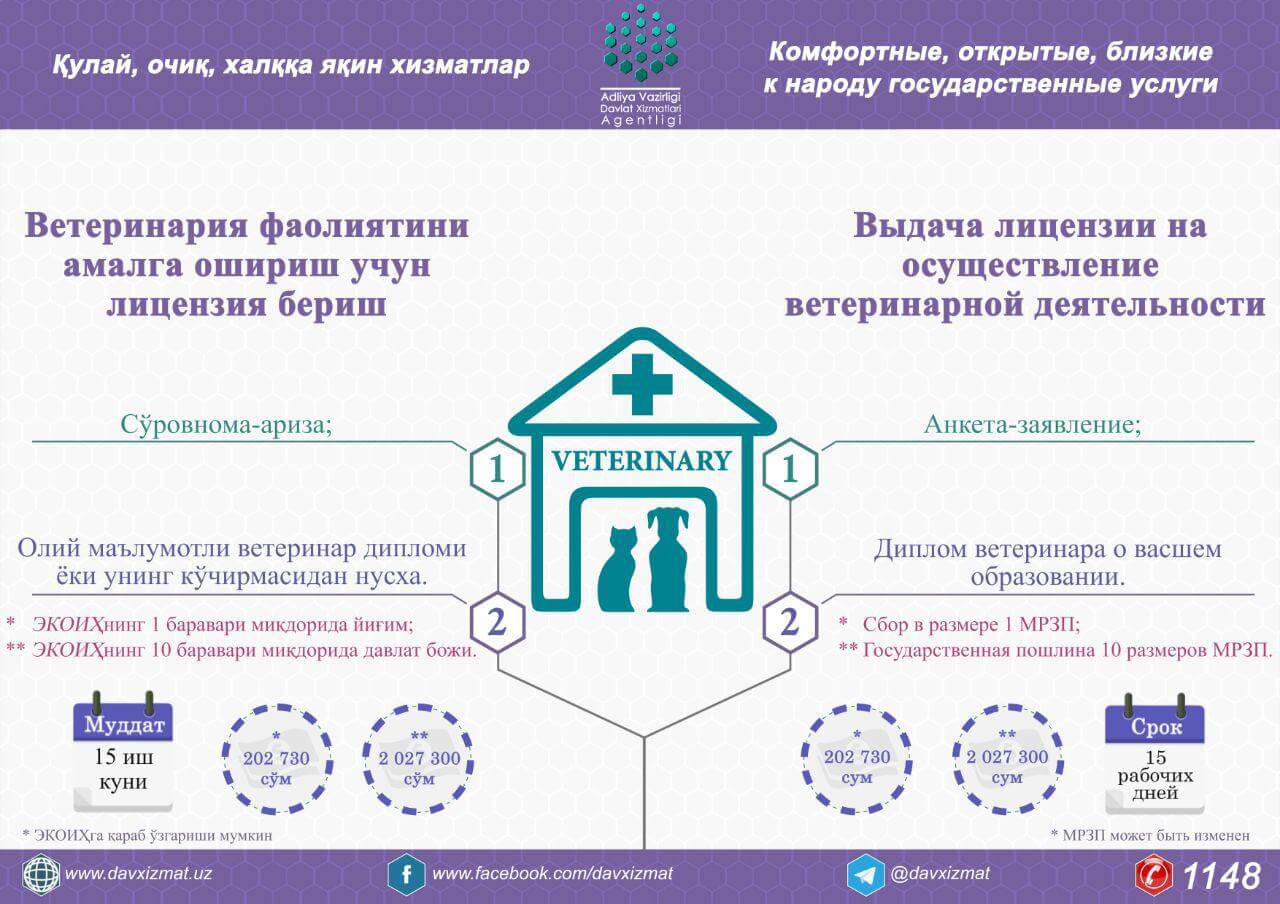 Қулай, очиқ, халққа яқин хизматлар
Adliya Vazirligi
Davlat Xizmatlari
Agentligi
Комфортные, открытые, близкие
к народу государственные услуги
Ветеринария фаолиятини
амалга ошириш учун
лицензия бериш
Выдача лицензии на
осуществление
ветеринарной деятельности
Сўровнома-ариза;
1
VETERINARY
1
Анкета-заявление;
Олий маълумотли ветеринар дипломи
ёки унинг кўчирмасидан нусха.
2
* ЭКОИҲнинг 1 баравари миқдорида йиғим;
** ЭКОИҲнинг 10 баравари миқдорида давлат божи.
Диплом ветеринара о васшем
образовании.
2
* Сбор в размере 1 МРЗП;
** Государственная пошлина 10 размеров МРЗП.
Муддат
15 иш
куни
*
202 730
сўм
**
2 027 300
сўм
*
202 730
сум
**
2 027 300
сум
Срок
15
рабочих
дней
* ЭКОИҲга қараб ўзгариши мумкин
* МРЗП может быть изменен
www.davxizmat.uz
www.facebook.com/davxizmat
@davxizmat
1148